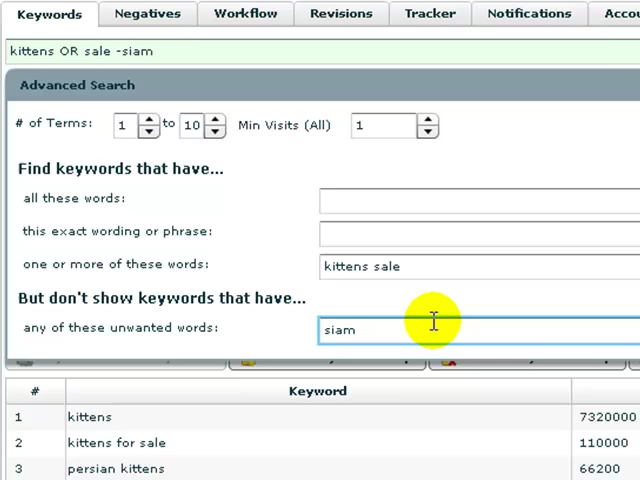 Keywords Negatives Workflow Revisions Tracker Notifications Accou
kittens OR sale -siam
Advanced Search
# of Terms: 1 to 10 Min Visits (All) 1
Find keywords that have...
all these words:
this exact wording or phrase:
one or more of these words: kittens sale
But don't show keywords that have...
any of these unwanted words: siam
# Keyword
1 kittens 7320000
2 kittens for sale 110000
3 persian kittens 66200